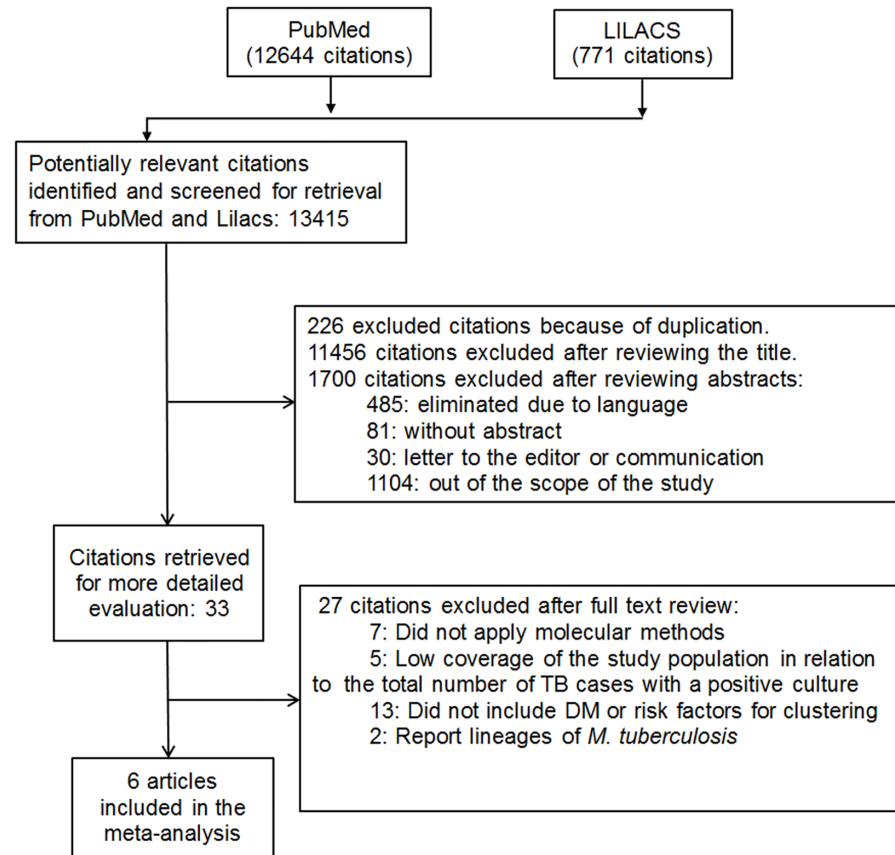 PubMed
(12644 citations)
LILACS
(771 citations)
Potentially relevant citations
identified and screened for retrieval
from PubMed and Lilacs: 13415
226 excluded citations because of duplication.
11456 citations excluded after reviewing the title.
1700 citations excluded after reviewing abstracts:
485: eliminated due to language
81: without abstract
30: letter to the editor or communication
1104: out of the scope of the study
Citations retrieved
for more detailed
evaluation: 33
27 citations excluded after full text review:
7: Did not apply molecular methods
5: Low coverage of the study population in relation
to the total number of TB cases with a positive culture
13: Did not include DM or risk factors for clustering
2: Report lineages of M. tuberculosis
6 articles
included in the
meta-analysis